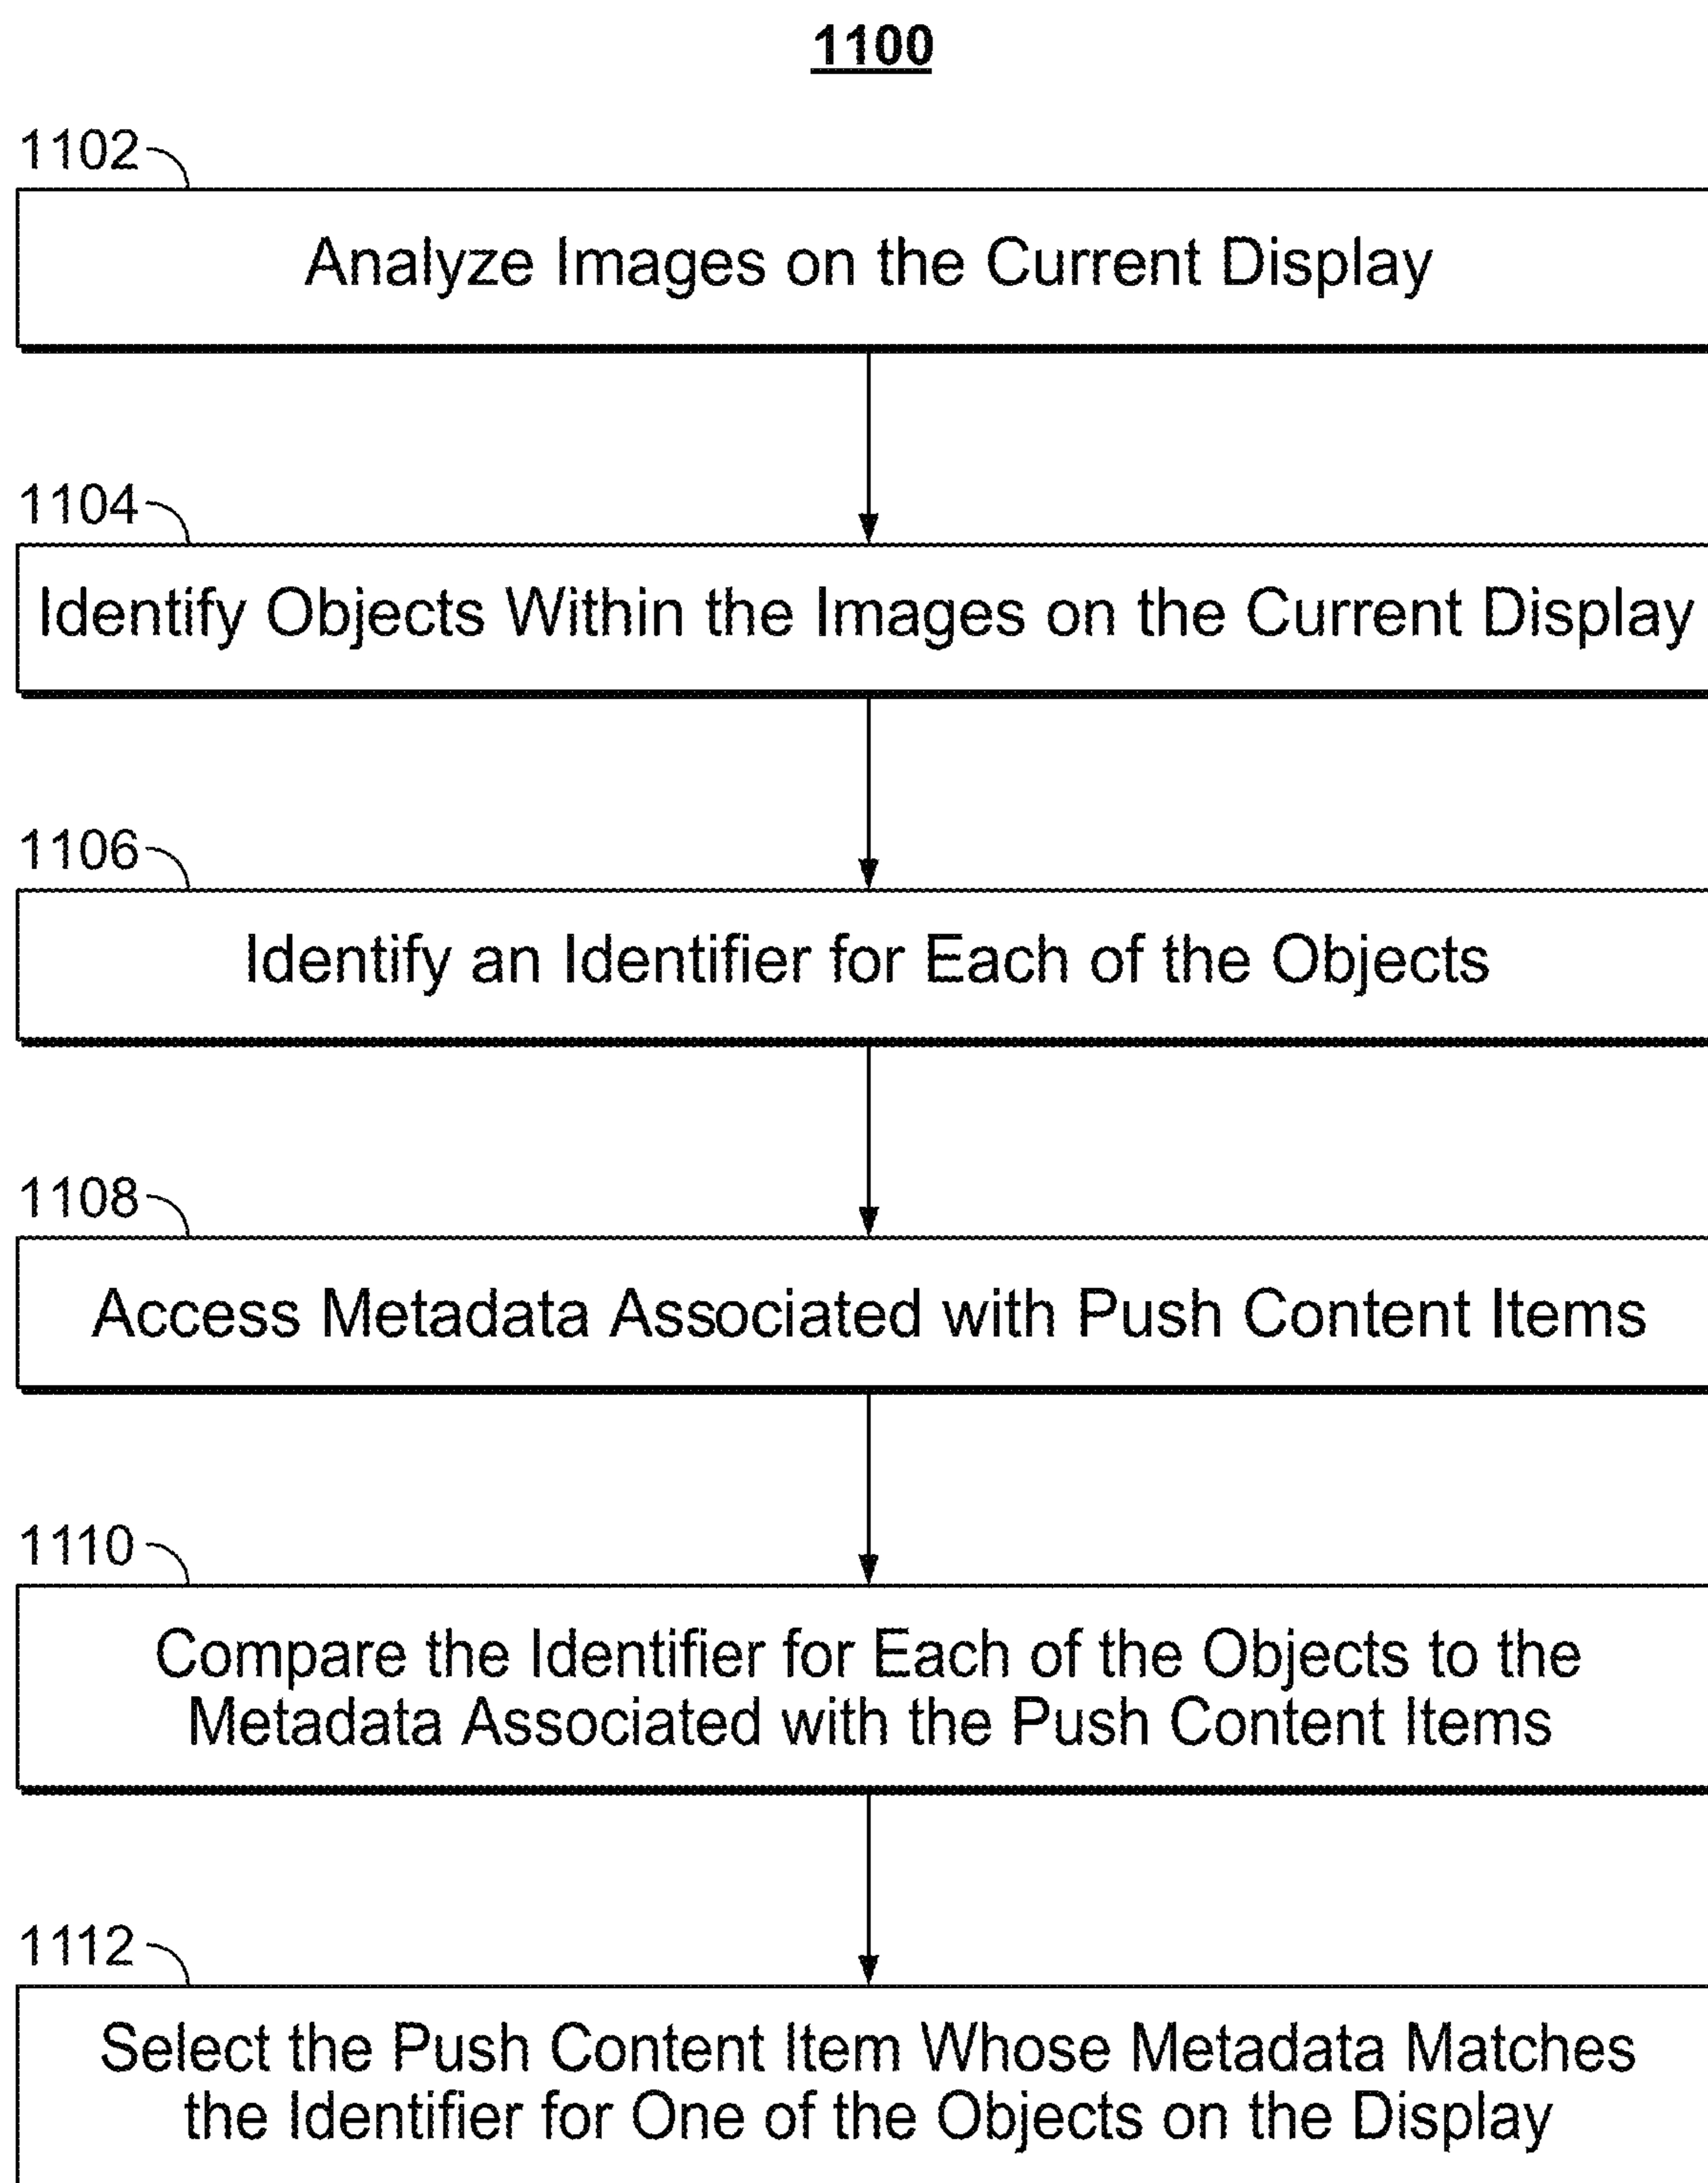 1100
1102
Analyze Images on the Current Display
1104
Identify Objects Within the Images on the Current Display
1106
Identify an Identifier for Each of the Objects
1108
Access Metadata Associated with Push Content Items
1110
Compare the Identifier for Each of the Objects to the
Metadata Associated with the Push Content Items
1112
Select the Push Content Item Whose Metadata Matches
the Identifier for One of the Objects on the Display